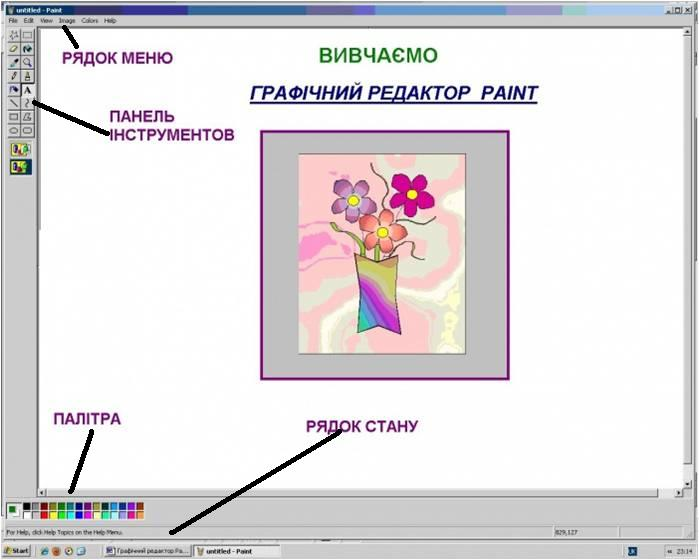 untitled - Paint
File Edit View Image Colors Help
РЯДОК МЕНЮ
ВИВЧАЄМО
ГРАФІЧНИЙ РЕДАКТОР PAINT
ПАНЕЛЬ
ІНСТРУМЕНТОВ
A
ПАЛІТРА
РЯДОК СТАНУ
For Help, click Help Topics on the Help Menu.
829,127
Start
Графічний редактор Pa...
untitled - Paint
UK
« 23:14